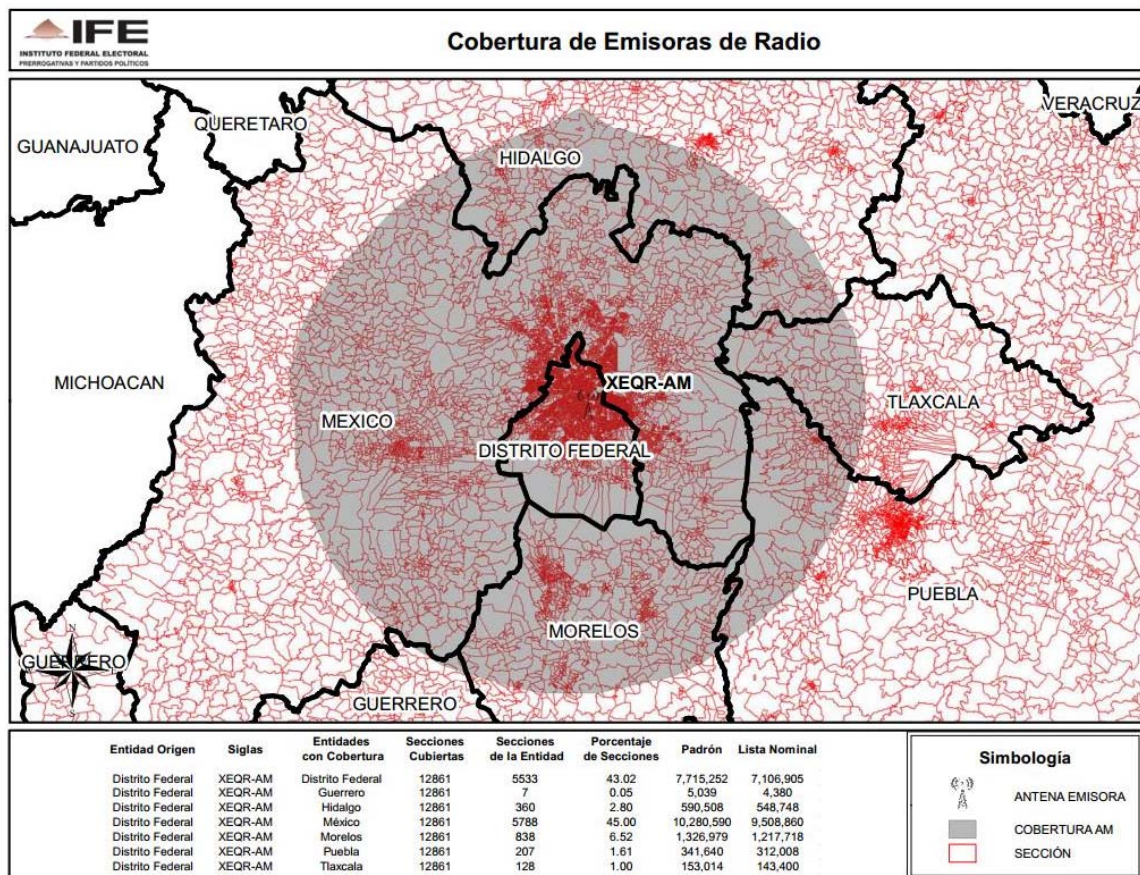 IFE
INSTITUTO FEDERAL ELECTORAL
PRERROGATIVAS Y PARTIDOS POLÍTICOS
Cobertura de Emisoras de Radio
VERACRUZ
QUERETARO
GUANAJUATO
HIDALGO
MICHOACAN
XEQR-AM
MEXICO
TLAXCALA
DISTRITO FEDERAL
PUEBLA
MORELOS
N
GUERRERO
S
GUERRERO
Entidad Origen Siglas Entidades con Cobertura Secciones Cubiertas Secciones de la Entidad Porcentaje de Secciones Padrón Lista Nominal
Distrito Federal XEQR-AM Distrito Federal 12861 5533 43.02 7,715,252 7,106,905
Distrito Federal XEQR-AM Guerrero 12861 7 0.05 5,039 4,380
Distrito Federal XEQR-AM Hidalgo 12861 360 2.80 590,508 548,748
Distrito Federal XEQR-AM México 12861 5788 45.00 10,280,590 9,508,860
Distrito Federal XEQR-AM Morelos 12861 838 6.52 1,326,979 1,217,718
Distrito Federal XEQR-AM Puebla 12861 207 1.61 341,640 312,008
Distrito Federal XEQR-AM Tlaxcala 12861 128 1.00 153,014 143,400
Simbología
ANTENA EMISORA
COBERTURA AM
SECCIÓN